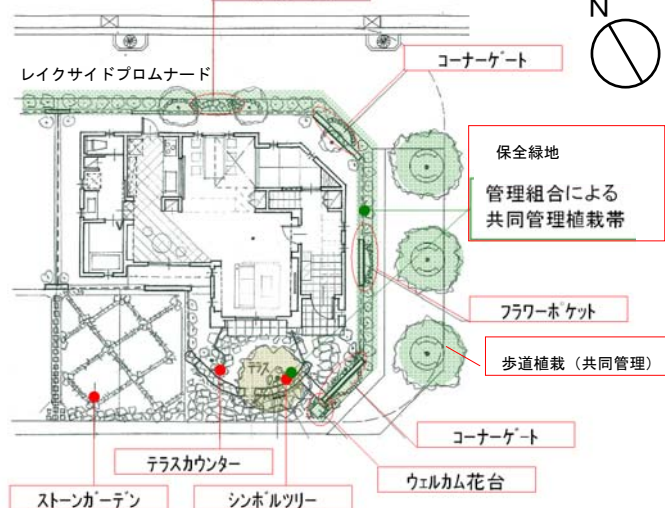 N
レイクサイドプロムナード
コーナーゲート
保全緑地
管理組合による
共同管理植栽帯
フラワーポケット
歩道植栽（共同管理）
テラス
コーナーゲート
テラスカウンター
ウェルカム花台
ストーンガーデン
シンボルツリー